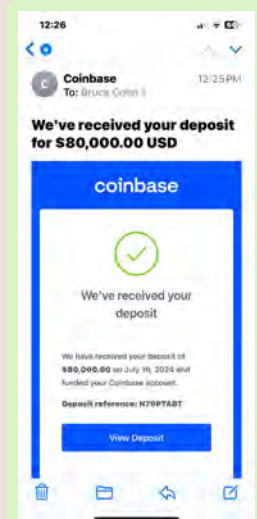 12:26
Coinbase
12:25 PM
To: Bruce
We've received your deposit
for $80,000.00 USD
coinbase
We've received your
deposit
We have received your deposit of
$80,000.00 on July 16, 2024 and
funded your Coinbase account.
Deposit reference: N79PTABT
View Deposit